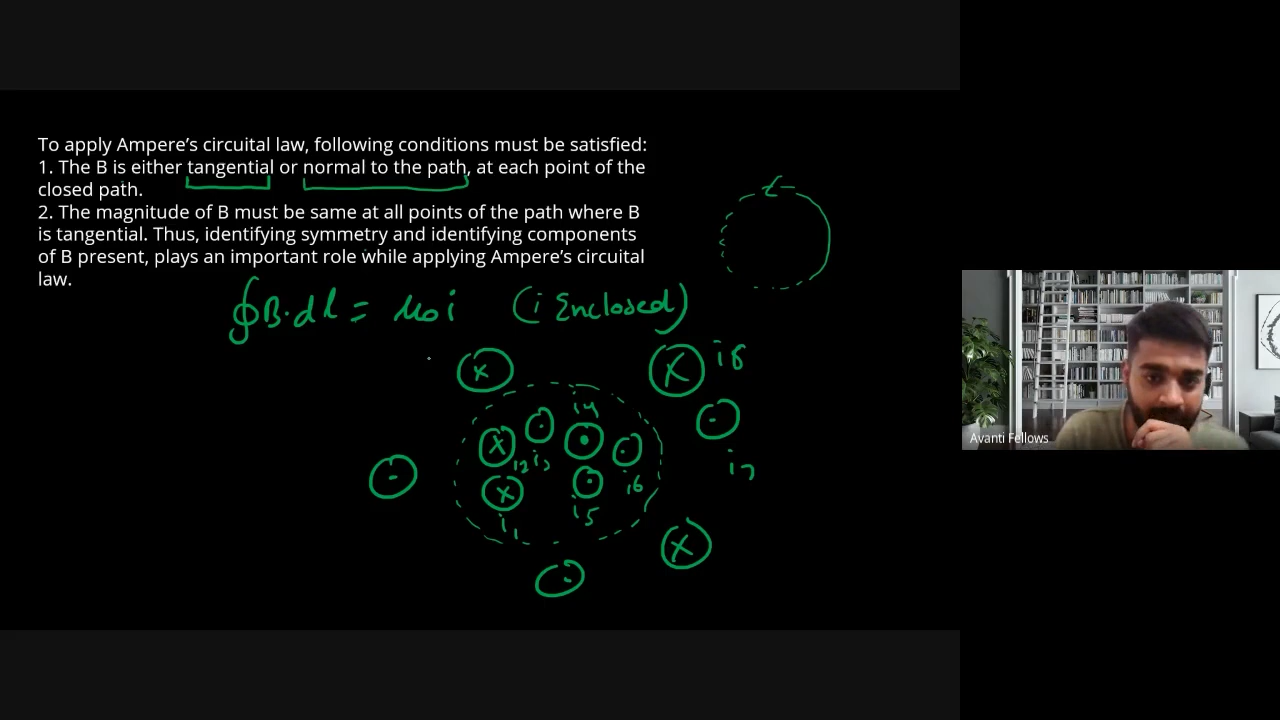 To apply Ampere’s circuital law, following conditions must be satisfied:
1. The B is either tangential or normal to the path, at each point of the
closed path.
2. The magnitude of B must be same at all points of the path where B
is tangential. Thus, identifying symmetry and identifying components
of B present, plays an important role while applying Ampere’s circuital
law.
∮B.dl = μ₀i (i Enclosed)
x
X i8
i4
X i2 i3
i6
i7
x i1
i5
X
Avanti Fellows